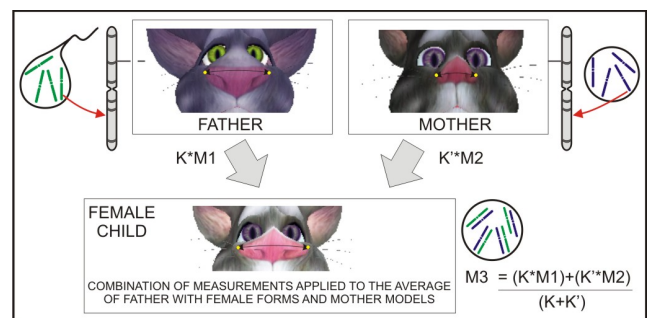 FATHER
MOTHER
K*M1
K'*M2
FEMALE
CHILD
COMBINATION OF MEASUREMENTS APPLIED TO THE AVERAGE
OF FATHER WITH FEMALE FORMS AND MOTHER MODELS
M3 = (K*M1)+(K'*M2)
(K+K')